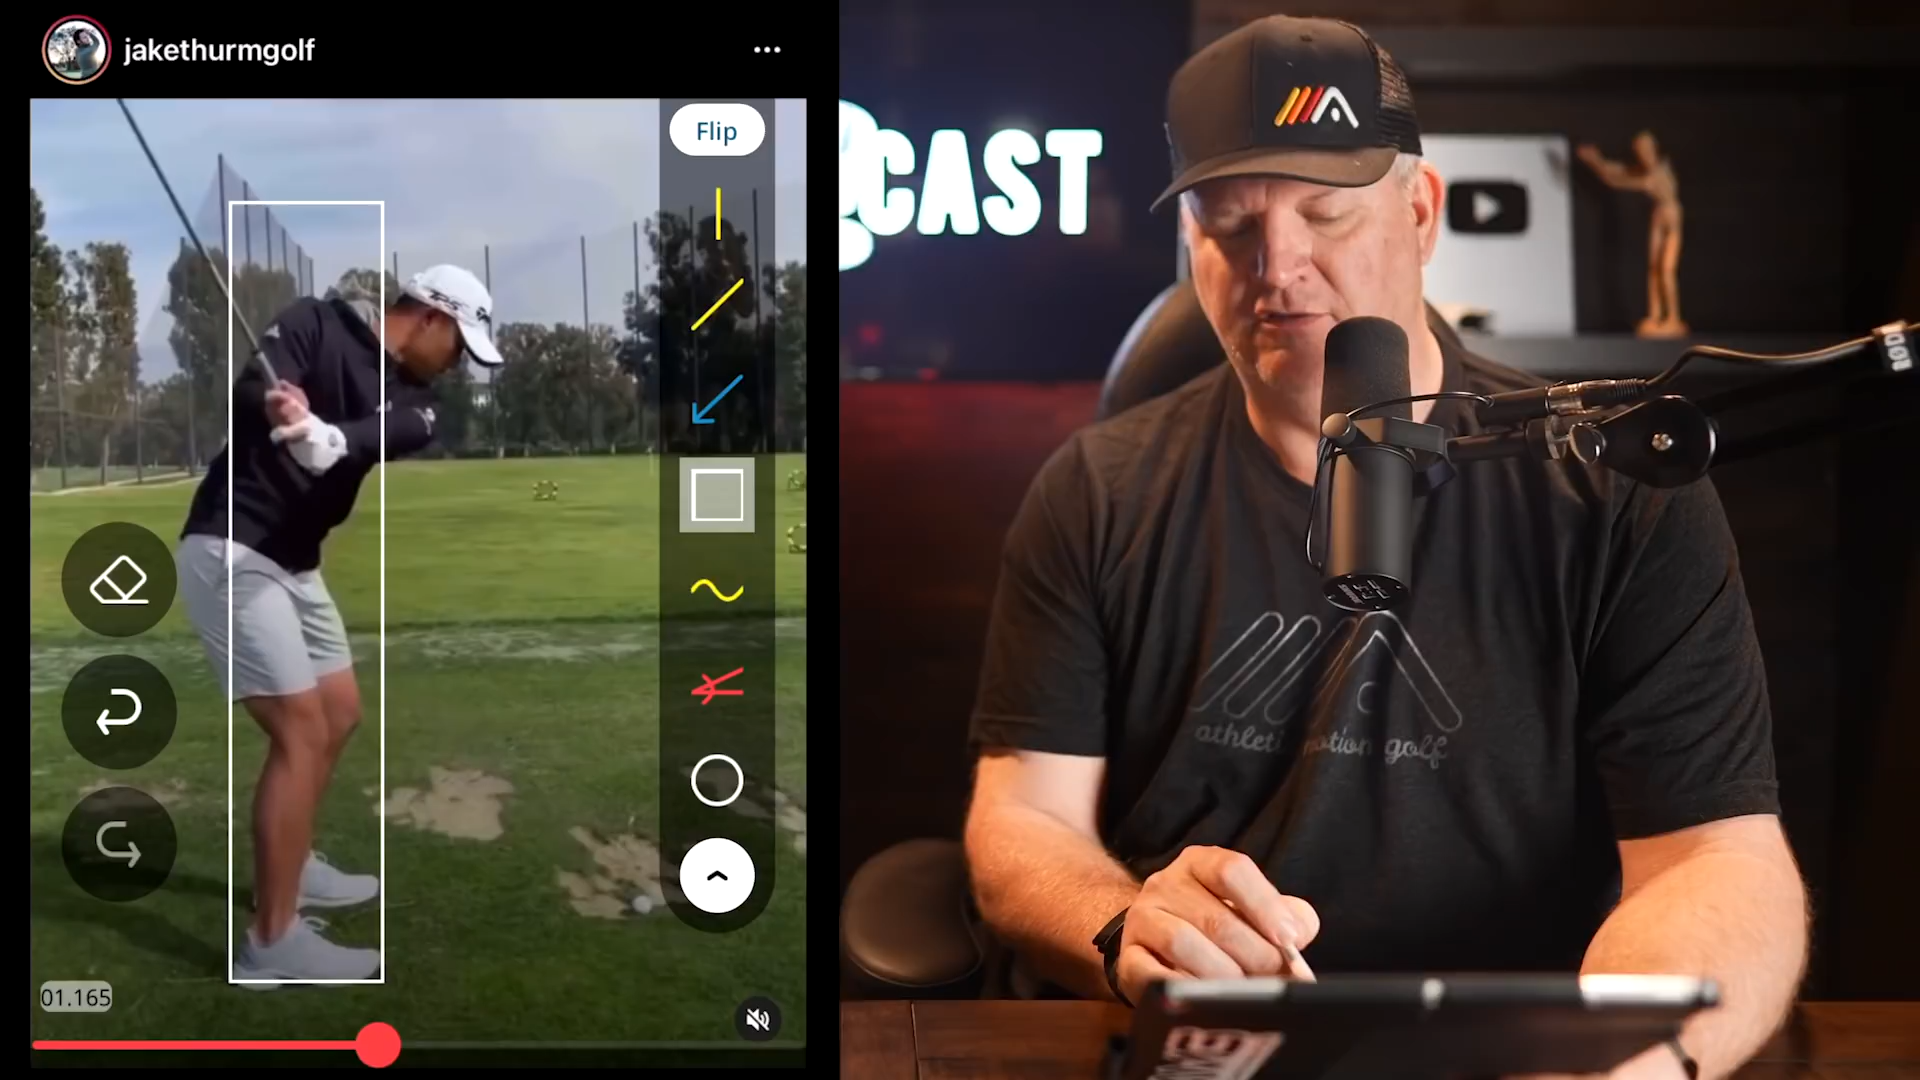 jakethurmgolf
Flip
CAST
01.165
athleti
otion golf